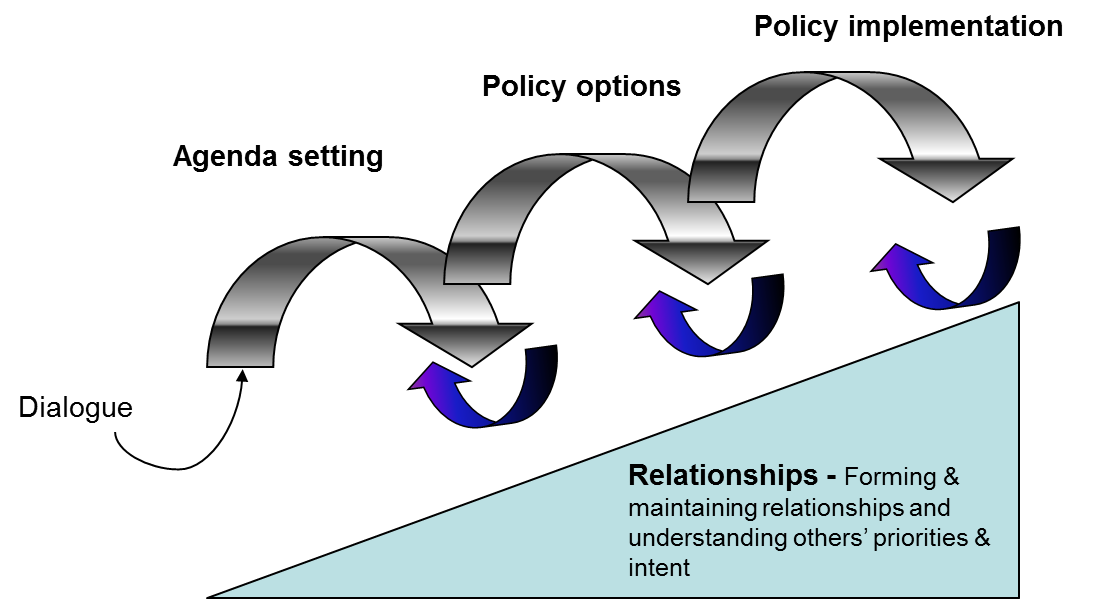 Policy implementation
Policy options
Agenda setting
Dialogue
Relationships - Forming &
maintaining relationships and
understanding others’ priorities &
intent